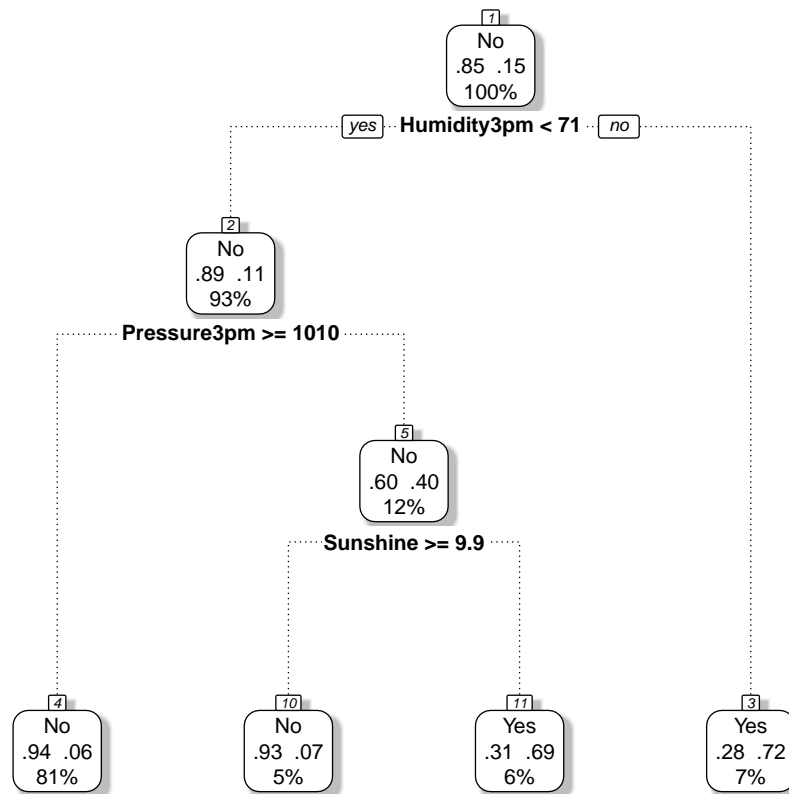 1
No
.85 .15
100%
yes Humidity3pm < 71 no
2
No
.89 .11
93%
Pressure3pm >= 1010
5
No
.60 .40
12%
Sunshine >= 9.9
4
No
.94 .06
81%
10
No
.93 .07
5%
11
Yes
.31 .69
6%
3
Yes
.28 .72
7%